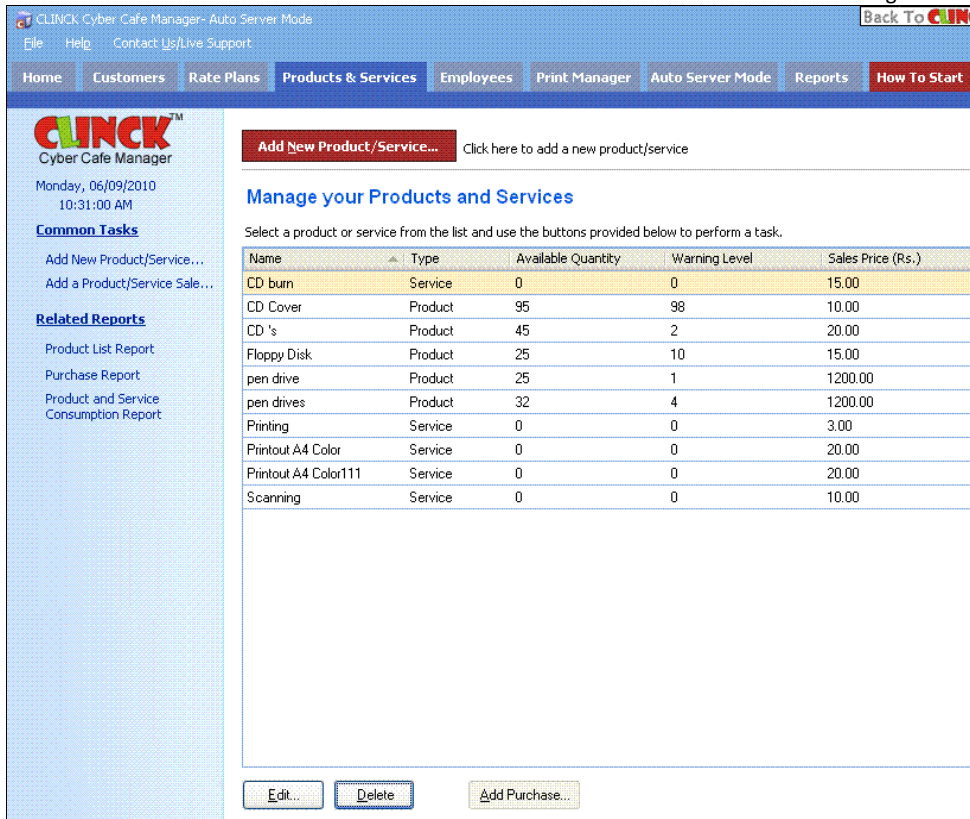 CLINCK Cyber Cafe Manager- Auto Server Mode
Back To
File Help Contact Us/Live Support
Home Customers Rate Plans Products & Services Employees Print Manager Auto Server Mode Reports How To Start
CLINCK TM
Cyber Cafe Manager
Monday, 06/09/2010
10:31:00 AM
Common Tasks
Add New Product/Service...
Add a Product/Service Sale...
Related Reports
Product List Report
Purchase Report
Product and Service
Consumption Report
Add New Product/Service... Click here to add a new product/service
Manage your Products and Services
Select a product or service from the list and use the buttons provided below to perform a task.
Name Type Available Quantity Warning Level Sales Price (Rs.)
CD burn Service 0 0 15.00
CD Cover Product 95 98 10.00
CD 's Product 45 2 20.00
Floppy Disk Product 25 10 15.00
pen drive Product 25 1 1200.00
pen drives Product 32 4 1200.00
Printing Service 0 0 3.00
Printout A4 Color Service 0 0 20.00
Printout A4 Color111 Service 0 0 20.00
Scanning Service 0 0 10.00
Edit... Delete Add Purchase...